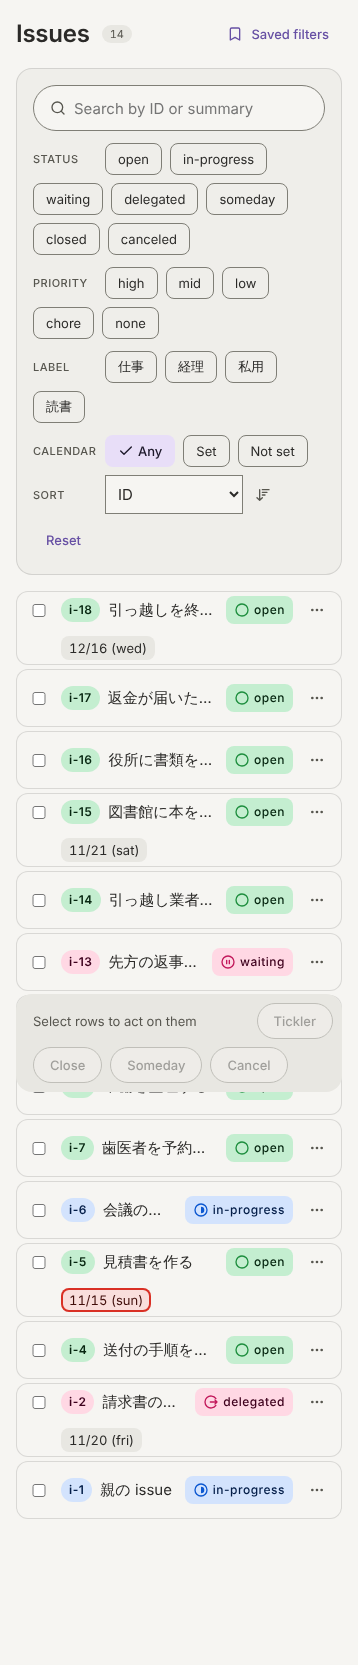 Issues 14 Saved filters
Search by ID or summary
STATUS open in-progress
waiting delegated someday
closed canceled
PRIORITY high mid low
chore none
LABEL 仕事 経理 私用
読書
CALENDAR Any Set Not set
SORT ID
Reset
i-18 引っ越しを終... open ...
12/16 (wed)
i-17 返金が届いた... open ...
i-16 役所に書類を... open ...
i-15 図書館に本を... open ...
11/21 (sat)
i-14 引っ越し業者... open ...
i-13 先方の返事... waiting ...
Select rows to act on them Tickler
Close Someday Cancel
i-7 歯医者を予約... open ...
i-6 会議の... in-progress ...
i-5 見積書を作る open ...
11/15 (sun)
i-4 送付の手順を... open ...
i-2 請求書の... delegated ...
11/20 (fri)
i-1 親の issue in-progress ...